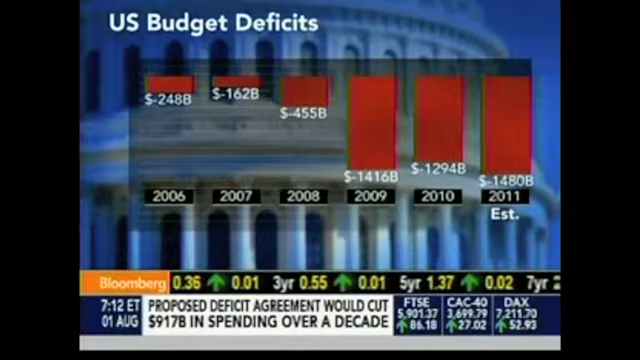 US Budget Deficits
$-248B
$-162B
$-455B
$-1416B
$-1294B
$-1480B
2006 2007 2008 2009 2010 2011
Est.
Bloomberg 0.36 0.01 3yr 0.55 0.01 5yr 1.37 0.02 7yr
7:12 ET
01 AUG
PROPOSED DEFICIT AGREEMENT WOULD CUT
$917B IN SPENDING OVER A DECADE
FTSE
5,901.37
86.18
CAC-40
3,699.79
27.02
DAX
7,211.70
52.93